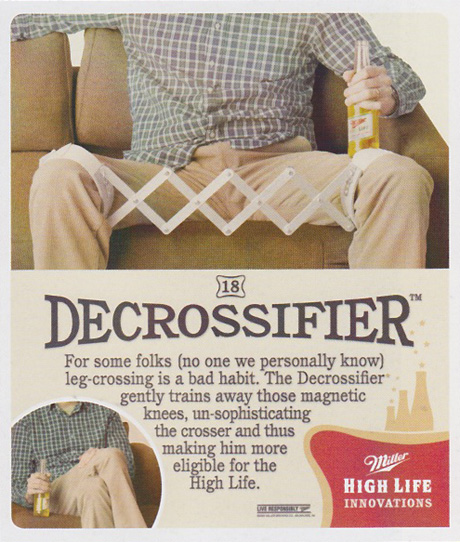 18
DECROSSIFIER™
For some folks (no one we personally know)
leg-crossing is a bad habit. The Decrossifier
gently trains away those magnetic
knees, un-sophisticating
the crosser and thus
making him more
eligible for the
High Life.
Miller
HIGH LIFE
INNOVATIONS
LIVE RESPONSIBLY